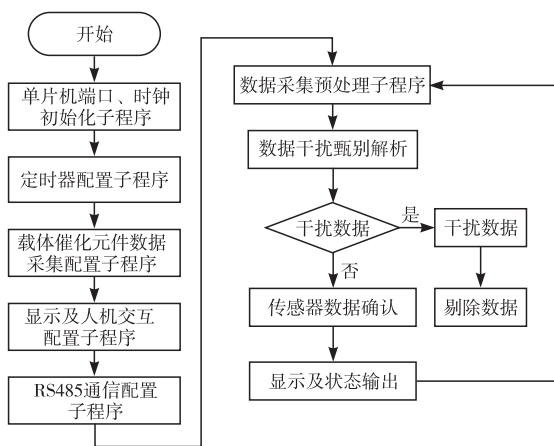 开始
单片机端口、时钟
初始化子程序
定时器配置子程序
载体催化元件数据
采集配置子程序
显示及人机交互
配置子程序
RS485通信配置
子程序
数据采集预处理子程序
数据干扰甄别解析
干扰数据
是
干扰数据
否
传感器数据确认
剔除数据
显示及状态输出